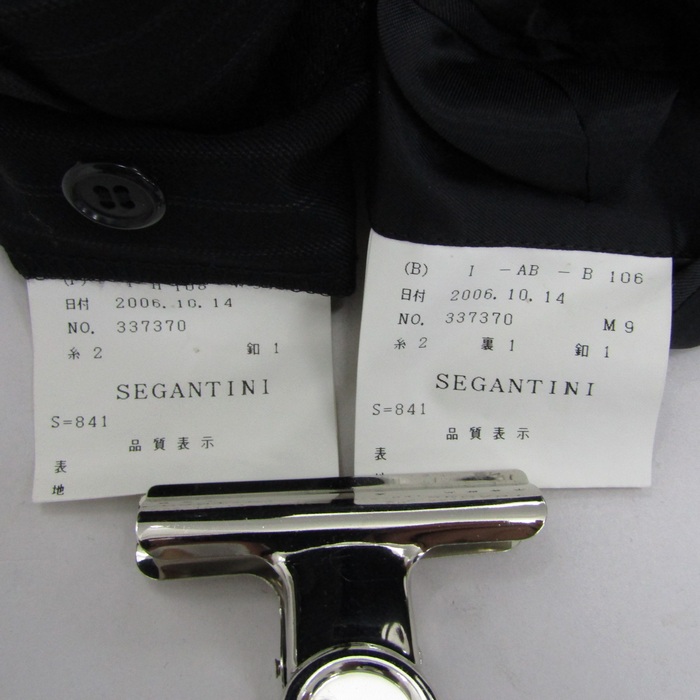 日付 2006.10.14
NO. 337370
糸 2 釦 1
SEGANTINI
S=841
品質表示
表
地
(B) I -AB - B 106
日付 2006.10.14
NO. 337370 M9
糸 2 裏 1 釦 1
SEGANTINI
S=841
品質表示
表